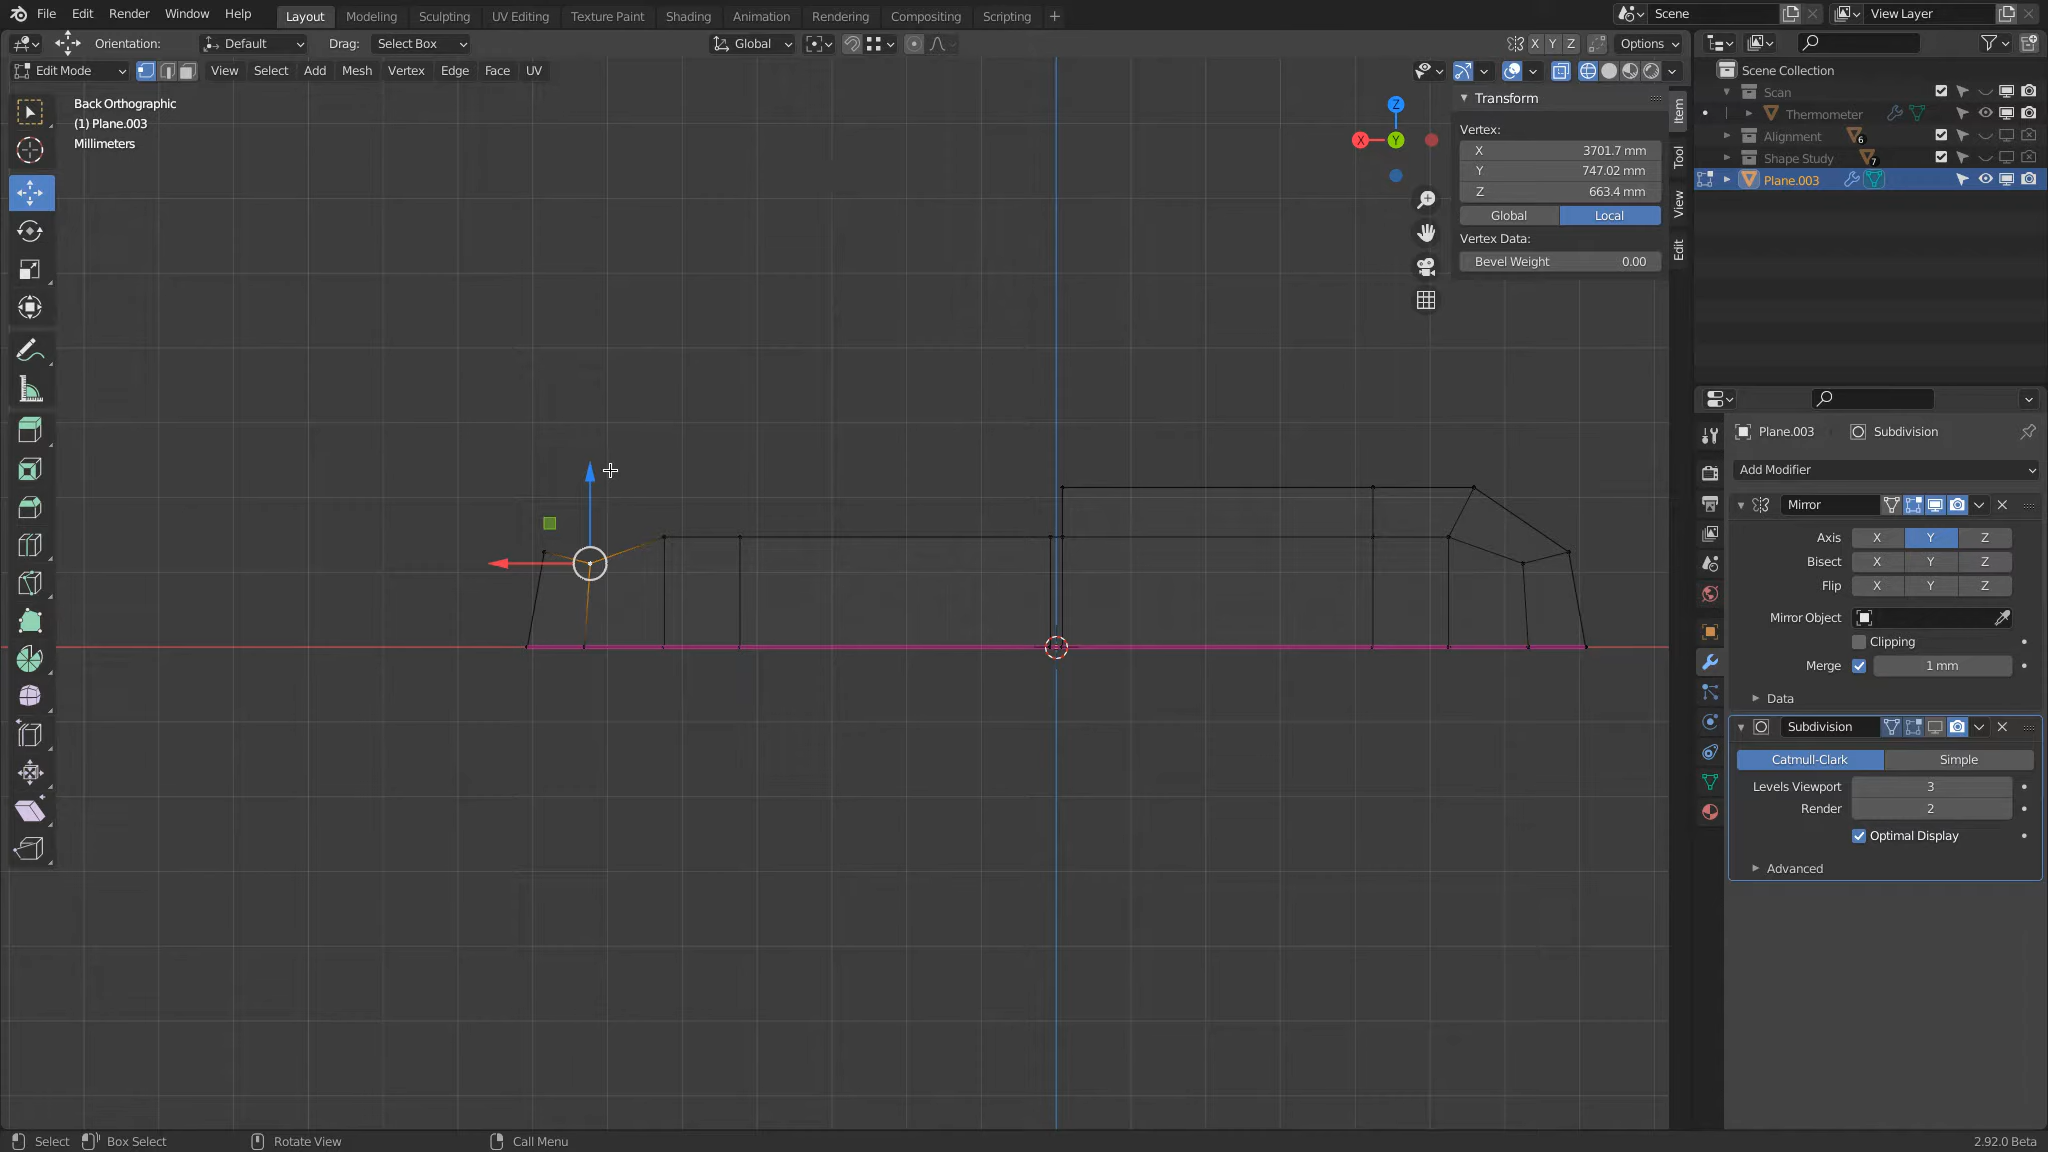 File Edit Render Window Help Layout Modeling Sculpting UV Editing Texture Paint Shading Animation Rendering Compositing Scripting + Scene View Layer
Orientation: Default Drag: Select Box Global X Y Z Options
Edit Mode View Select Add Mesh Vertex Edge Face UV
Back Orthographic
(1) Plane.003
Millimeters
Z
X
Y
Transform
Vertex:
X 3701.7 mm
Y 747.02 mm
Z 663.4 mm
Global Local
Vertex Data:
Bevel Weight 0.00
Item
Tool
View
Edit
Scene Collection
Scan
Thermometer
Alignment 6
Shape Study 7
Plane.003
Plane.003 Subdivision
Add Modifier
Mirror
Axis X Y Z
Bisect X Y Z
Flip X Y Z
Mirror Object
Clipping
Merge 1 mm
Data
Subdivision
Catmull-Clark Simple
Levels Viewport 3
Render 2
Optimal Display
Advanced
Select Box Select Rotate View Call Menu 2.92.0 Beta